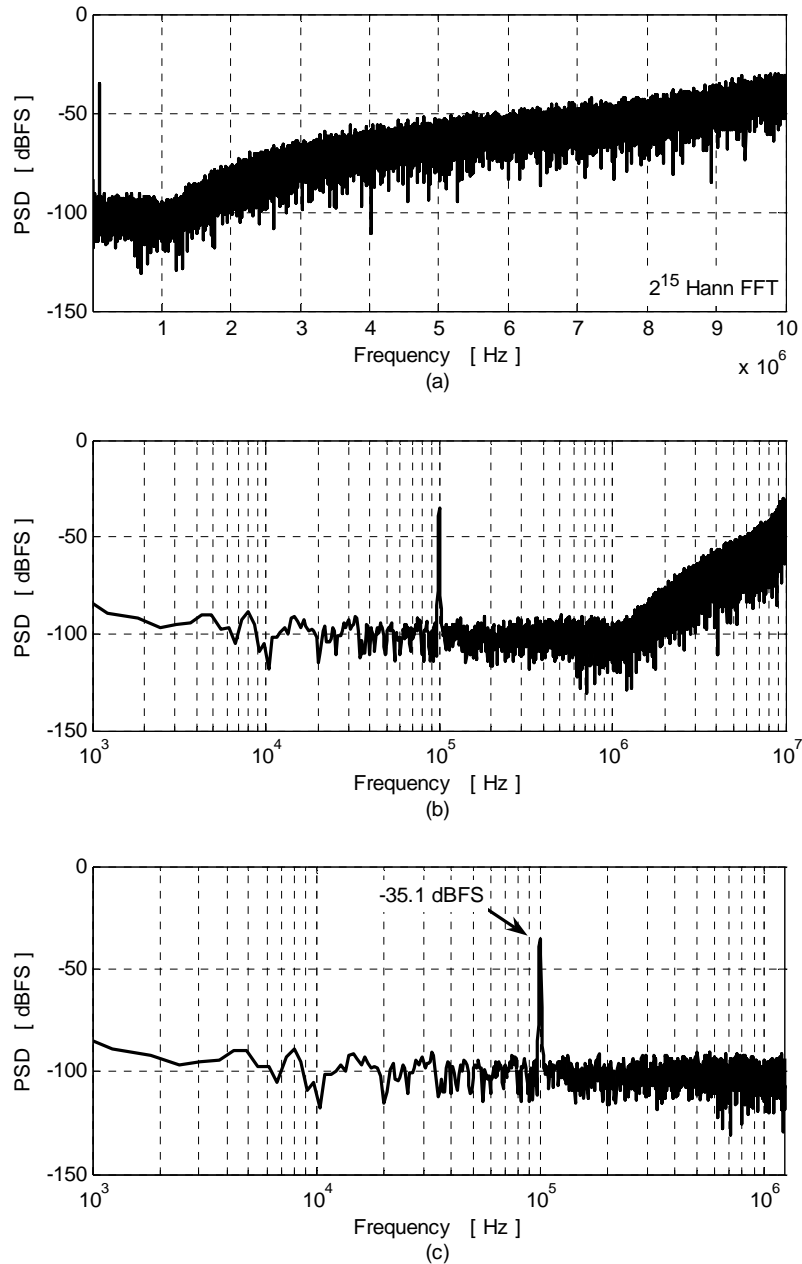 0
-50
-100
-150
PSD [ dBFS ]
2^15 Hann FFT
1 2 3 4 5 6 7 8 9 10
Frequency [ Hz ]
x 10^6
(a)
0
-50
-100
-150
PSD [ dBFS ]
10^3 10^4 10^5 10^6 10^7
Frequency [ Hz ]
(b)
0
-50
-100
-150
PSD [ dBFS ]
-35.1 dBFS
10^3 10^4 10^5 10^6
Frequency [ Hz ]
(c)